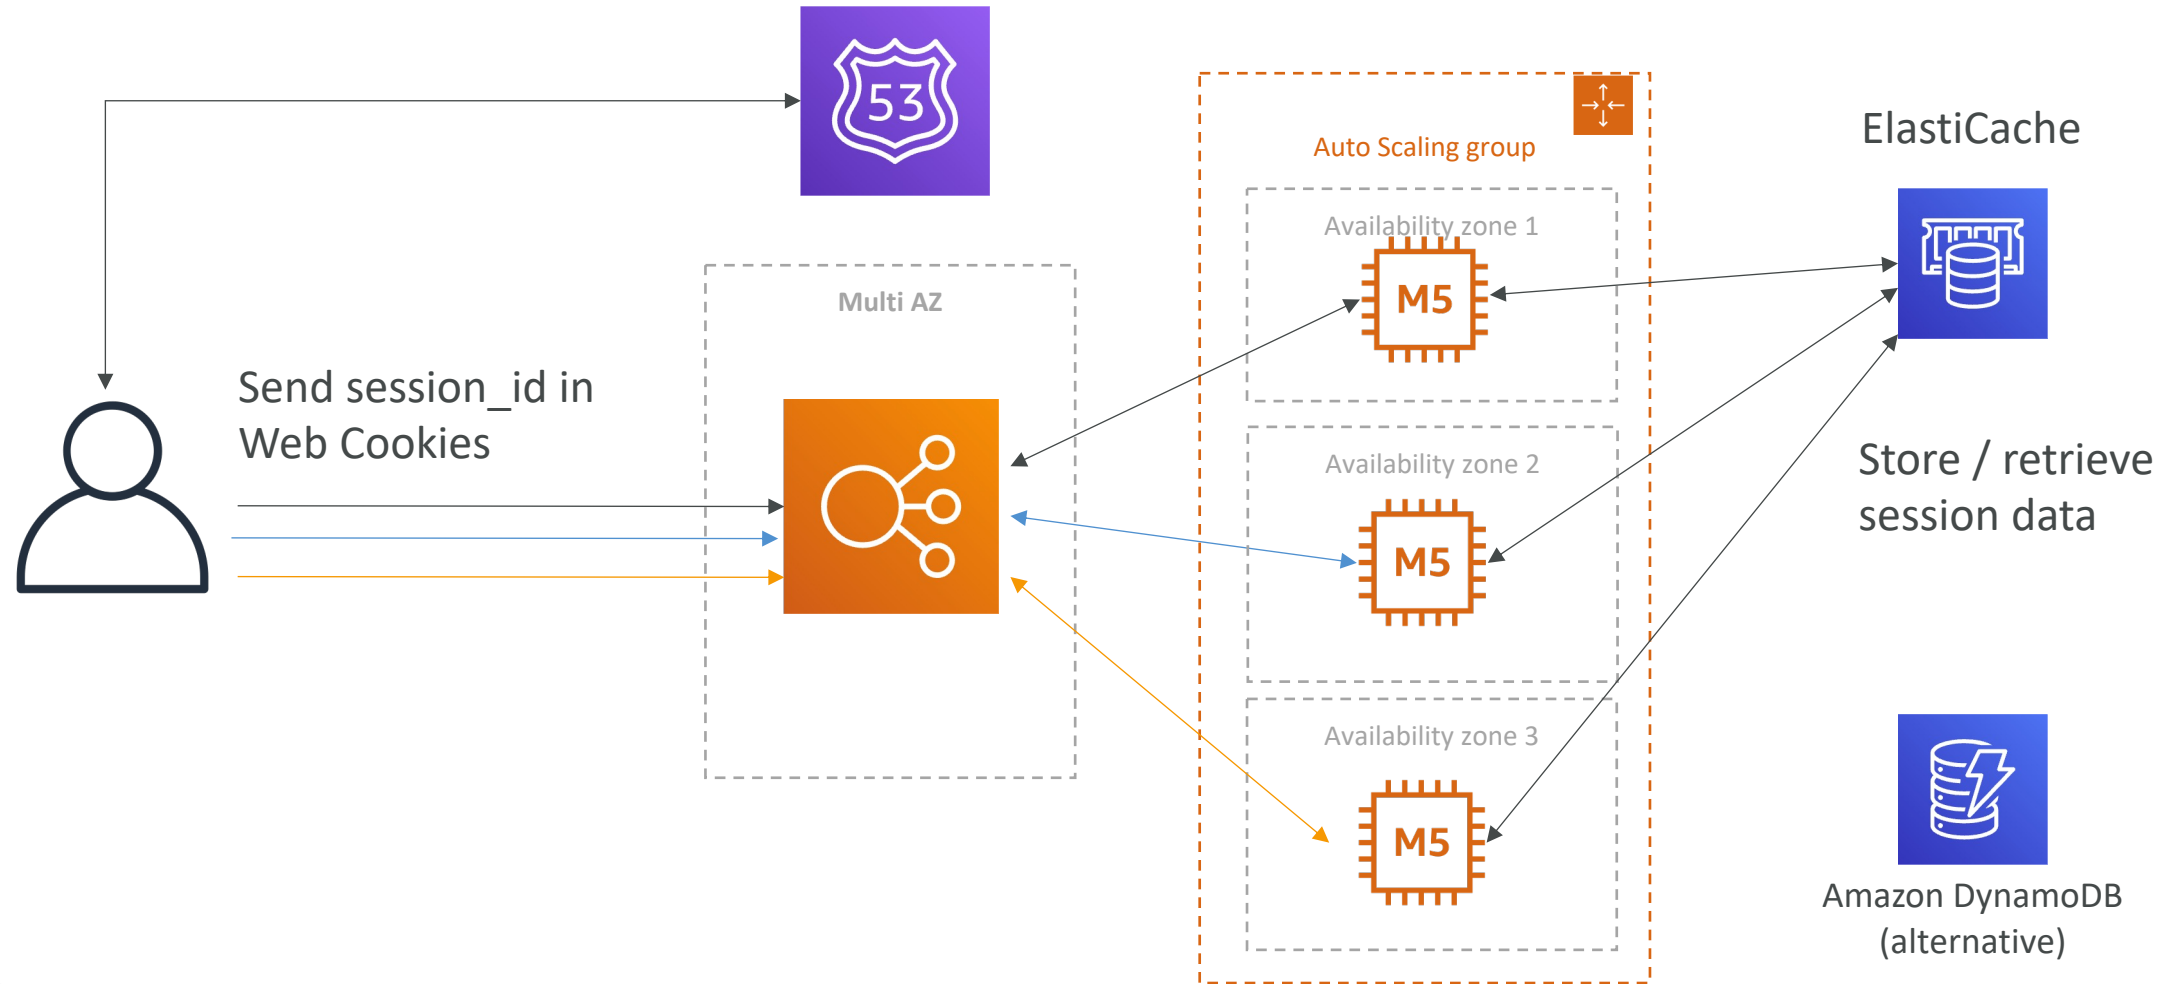 53
Auto Scaling group
ElastiCache
Availability zone 1
M5
Multi AZ
Send session_id in
Web Cookies
Availability zone 2
M5
Store / retrieve
session data
Availability zone 3
M5
Amazon DynamoDB
(alternative)